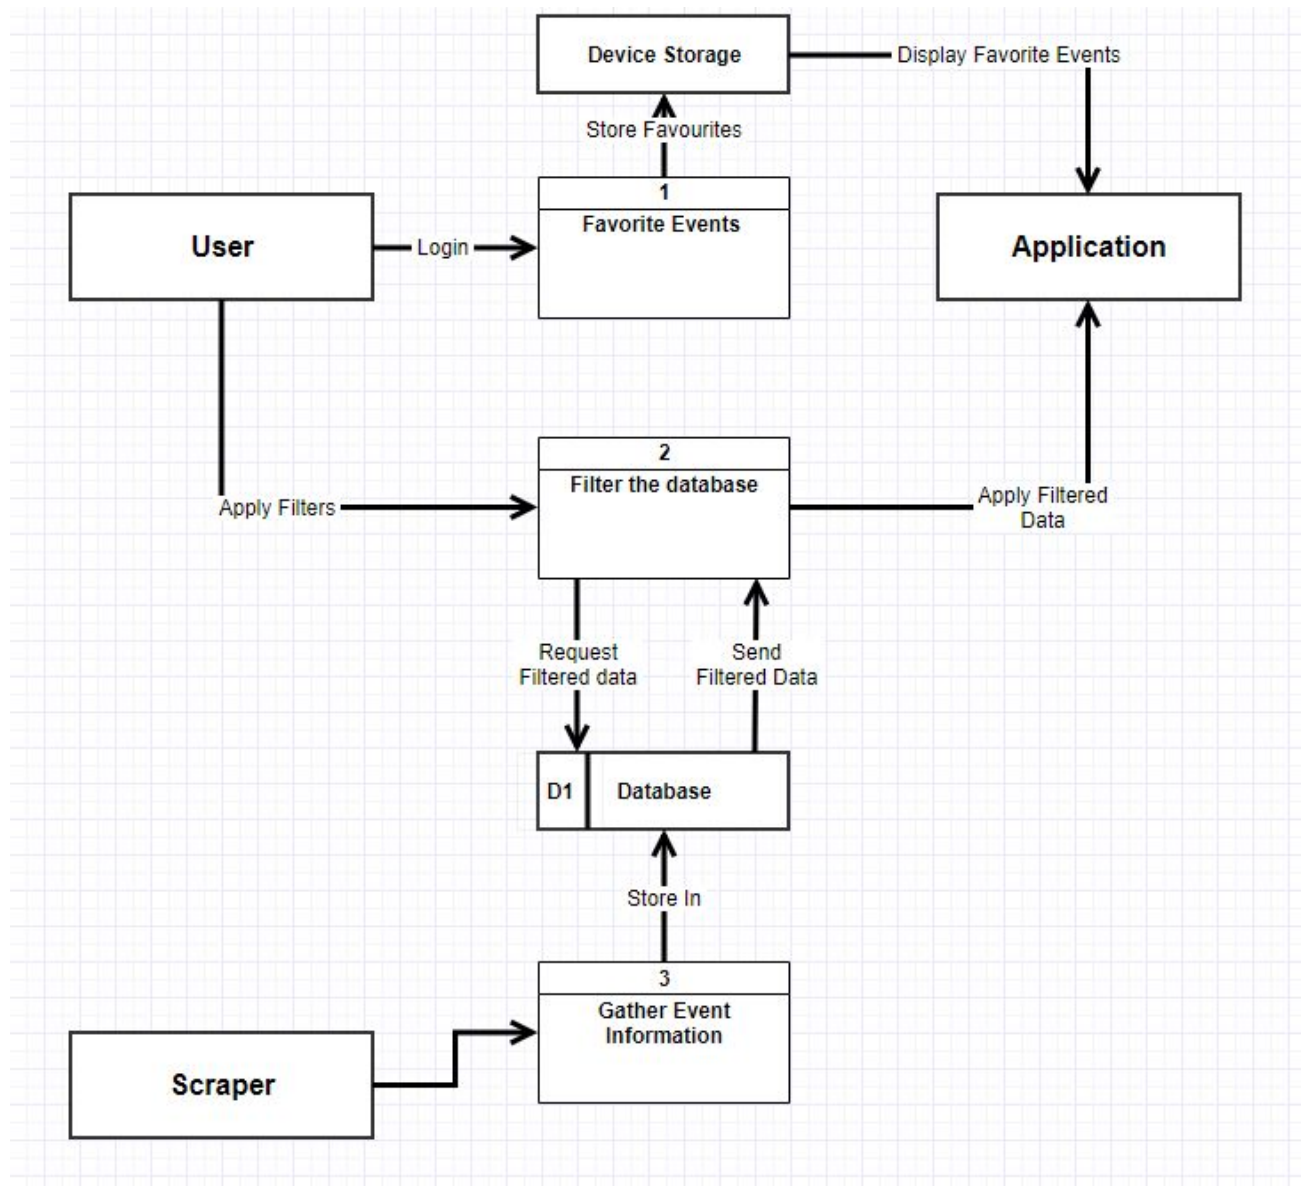 Device Storage
Display Favorite Events
Store Favourites
1
Favorite Events
User
Login
Application
2
Filter the database
Apply Filters
Apply Filtered
Data
Request
Filtered data
Send
Filtered Data
D1
Database
Store In
3
Gather Event
Information
Scraper